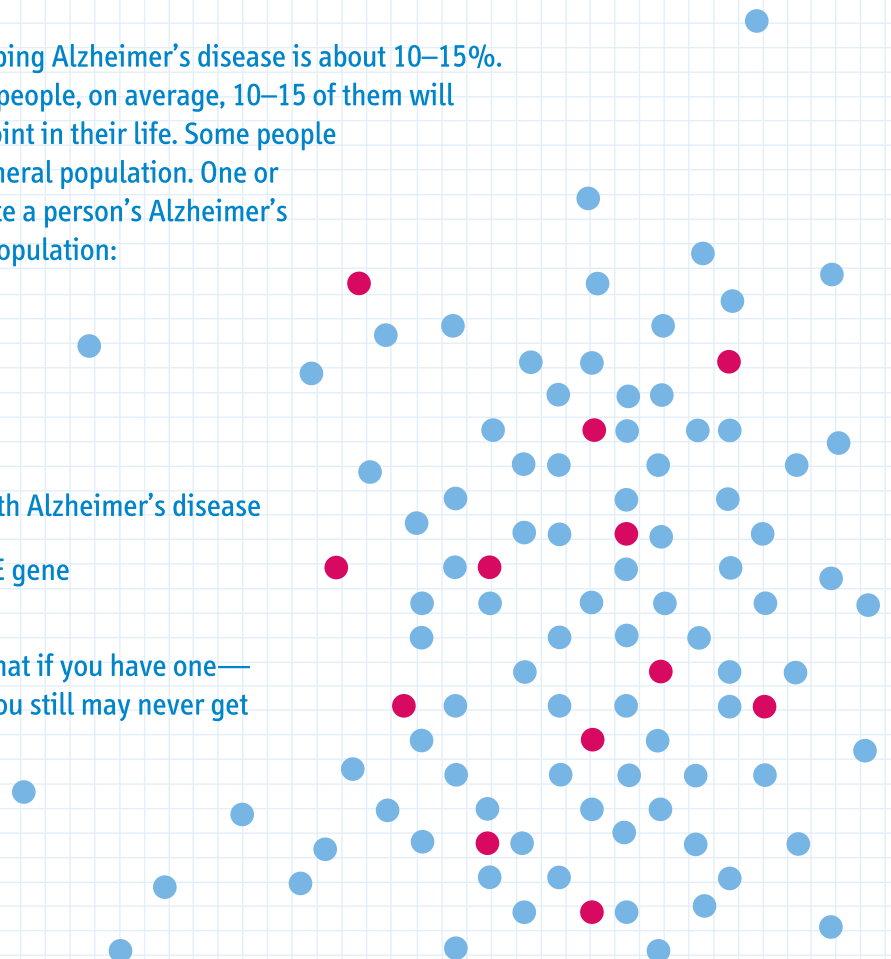 ping Alzheimer’s disease is about 10–15%.
people, on average, 10–15 of them will
oint in their life. Some people
neral population. One or
te a person’s Alzheimer’s
opulation:
th Alzheimer’s disease
E gene
hat if you have one—
ou still may never get